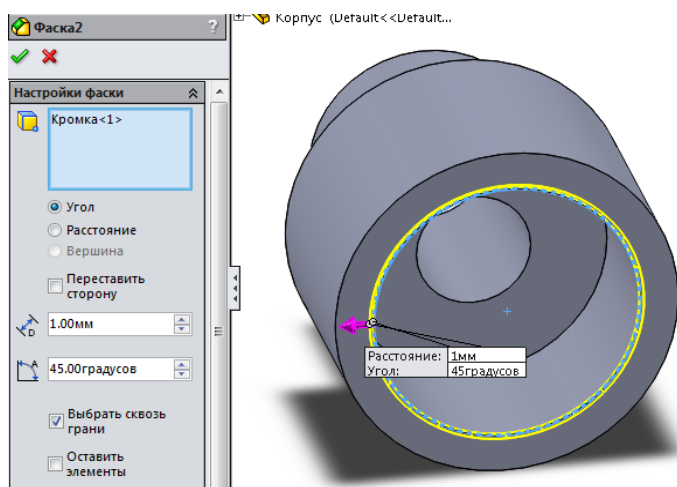 Фаска2 ?
Корпус (Default<<Default...
Настройки фаски
Кромка<1>
Угол
Расстояние
Вершина
Переставить
сторону
D
1.00мм
A
45.00градусов
Выбрать сквозь
грани
Оставить
элементы
Расстояние: 1мм
Угол: 45градусов